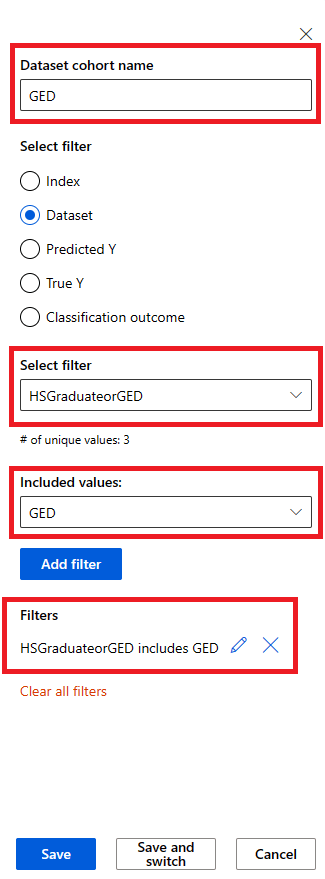 Dataset cohort name
GED
Select filter
Index
Dataset
Predicted Y
True Y
Classification outcome
Select filter
HSGraduateorGED
# of unique values: 3
Included values:
GED
Add filter
Filters
HSGraduateorGED includes GED
Clear all filters
Save
Save and
switch
Cancel